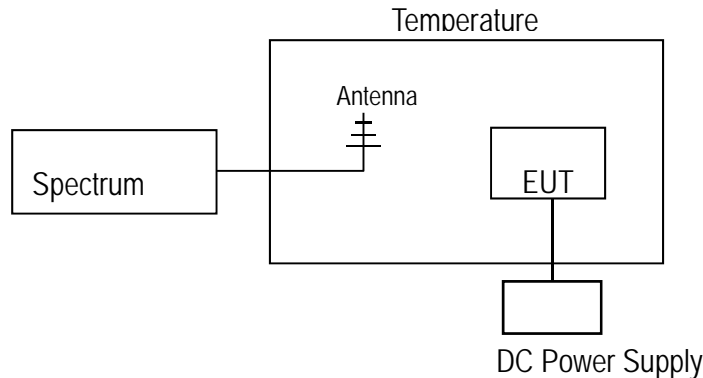 Temperature
Antenna
Spectrum
EUT
DC Power Supply